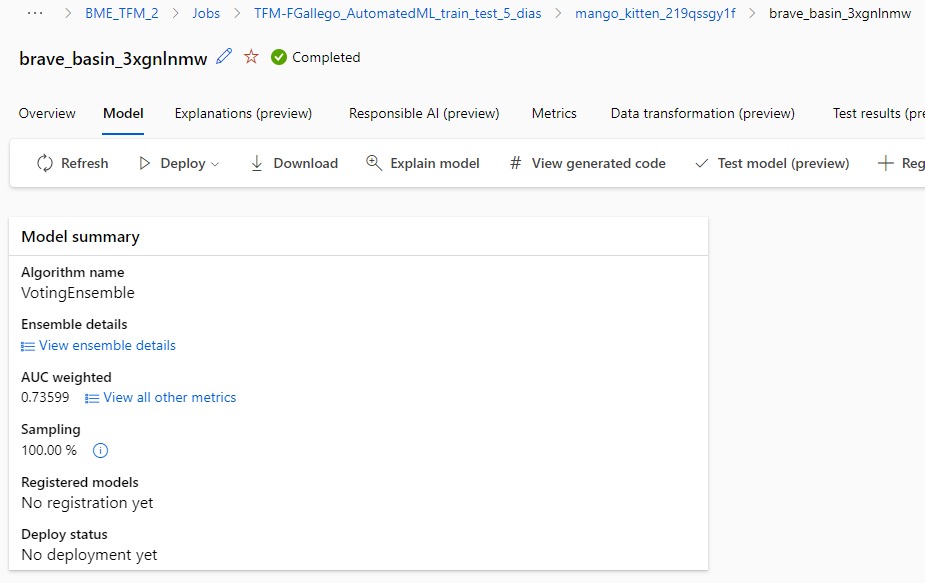 ··· > BME_TFM_2 > Jobs > TFM-FGallego_AutomatedML_train_test_5_dias > mango_kitten_219qssgy1f > brave_basin_3xgnlnmw
brave_basin_3xgnlnmw Completed
Overview Model Explanations (preview) Responsible AI (preview) Metrics Data transformation (preview) Test results (pre
Refresh Deploy Download Explain model # View generated code Test model (preview) + Reg
Model summary
Algorithm name
VotingEnsemble
Ensemble details
View ensemble details
AUC weighted
0.73599 View all other metrics
Sampling
100.00 %
Registered models
No registration yet
Deploy status
No deployment yet